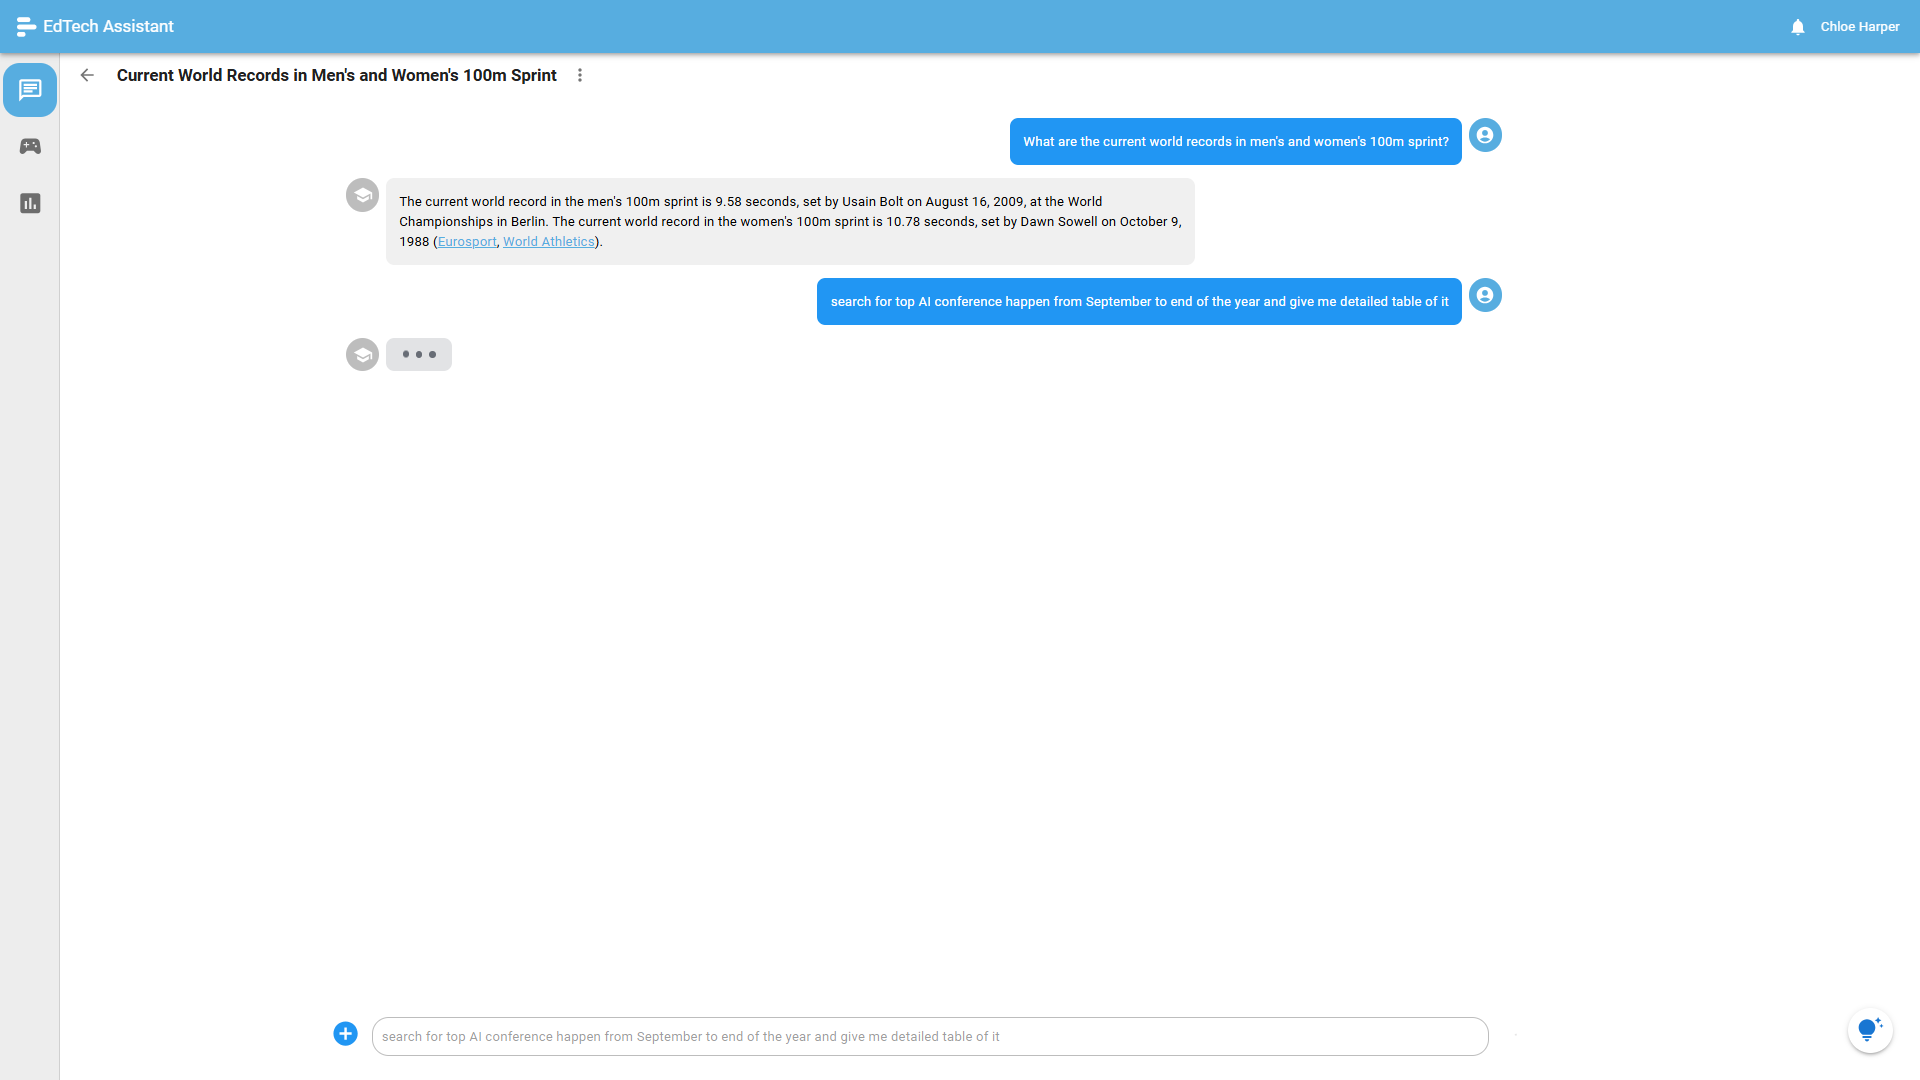 EdTech Assistant
Chloe Harper
Current World Records in Men's and Women's 100m Sprint
What are the current world records in men's and women's 100m sprint?
The current world record in the men's 100m sprint is 9.58 seconds, set by Usain Bolt on August 16, 2009, at the World
Championships in Berlin. The current world record in the women's 100m sprint is 10.78 seconds, set by Dawn Sowell on October 9,
1988 (Eurosport, World Athletics).
search for top AI conference happen from September to end of the year and give me detailed table of it
search for top AI conference happen from September to end of the year and give me detailed table of it